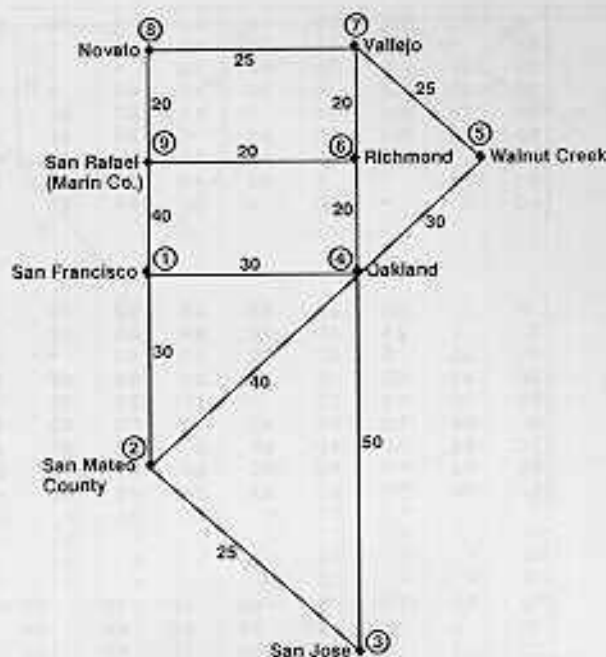 ⑧ ⑦
Novato Vallejo
25
25
20 20
⑤
⑨ ⑥
San Rafael 20 Richmond Walnut Creek
(Marin Co.)
40 20 30
① ④
San Francisco 30 Oakland
30
40
②
50
San Mateo
County
25
San Jose ③